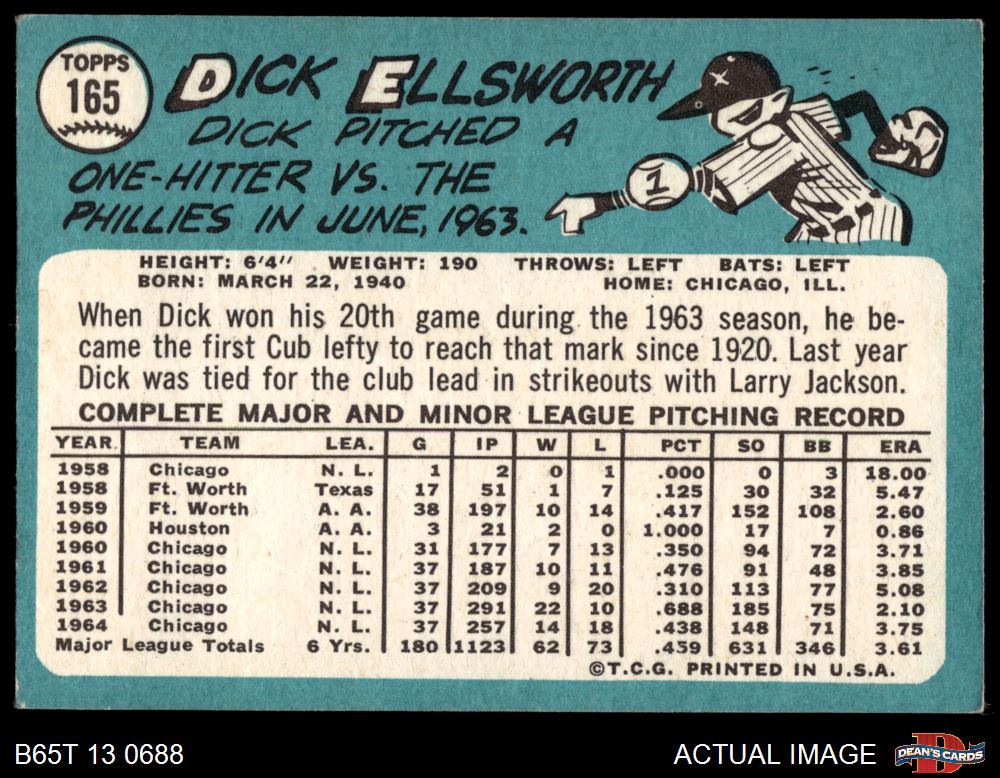 TOPPS
165
DICK ELLSWORTH
DICK PITCHED A
ONE-HITTER VS. THE
PHILLIES IN JUNE, 1963.
1
HEIGHT: 6'4" WEIGHT: 190 THROWS: LEFT BATS: LEFT
BORN: MARCH 22, 1940 HOME: CHICAGO, ILL.
When Dick won his 20th game during the 1963 season, he be-
came the first Cub lefty to reach that mark since 1920. Last year
Dick was tied for the club lead in strikeouts with Larry Jackson.
COMPLETE MAJOR AND MINOR LEAGUE PITCHING RECORD
YEAR TEAM LEA. G IP W L PCT SO BB ERA
1958 Chicago N. L. 1 2 0 1 .000 0 3 18.00
1958 Ft. Worth Texas 17 51 1 7 .125 30 32 5.47
1959 Ft. Worth A. A. 38 197 10 14 .417 152 108 2.60
1960 Houston A. A. 3 21 2 0 1.000 17 7 0.86
1960 Chicago N. L. 31 177 7 13 .350 94 72 3.71
1961 Chicago N. L. 37 187 10 11 .476 91 48 3.85
1962 Chicago N. L. 37 209 9 20 .310 113 77 5.08
1963 Chicago N. L. 37 291 22 10 .688 185 75 2.10
1964 Chicago N. L. 37 257 14 18 .438 148 71 3.75
Major League Totals 6 Yrs. 180 1123 62 73 .459 631 346 3.61
©T.C.G. PRINTED IN U.S.A.
B65T 13 0688 ACTUAL IMAGE DEAN'S CARDS